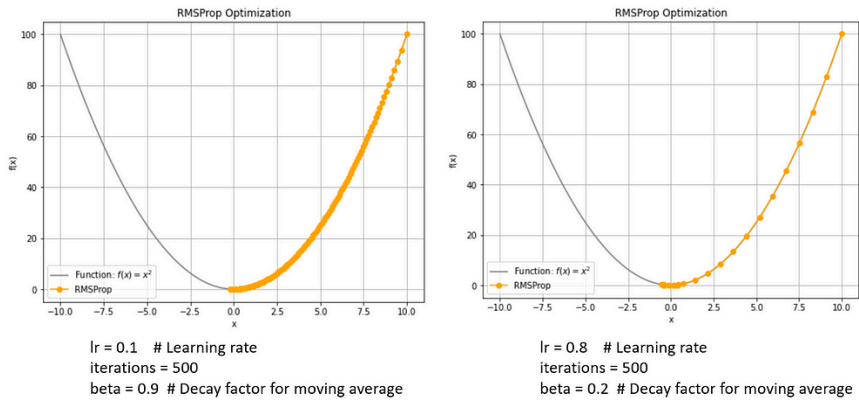 RMSProp Optimization
100
80
60
40
20
0
f(x)
Function: f(x) = x²
RMSProp
−10.0 −7.5 −5.0 −2.5 0.0 2.5 5.0 7.5 10.0
x
lr = 0.1 # Learning rate
iterations = 500
beta = 0.9 # Decay factor for moving average
RMSProp Optimization
100
80
60
40
20
0
f(x)
Function: f(x) = x²
RMSProp
−10.0 −7.5 −5.0 −2.5 0.0 2.5 5.0 7.5 10.0
x
lr = 0.8 # Learning rate
iterations = 500
beta = 0.2 # Decay factor for moving average